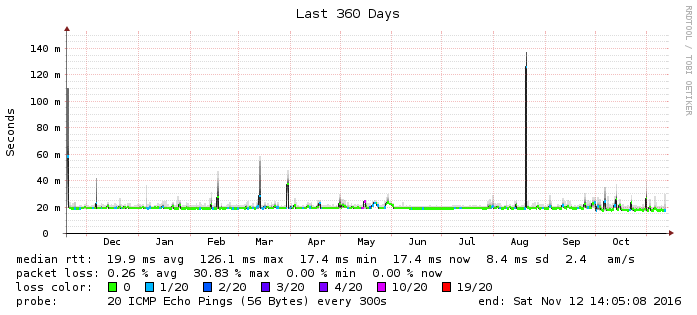 Last 360 Days
RRDTOOL / TOBI OETIKER
Seconds
140 m
120 m
100 m
80 m
60 m
40 m
20 m
0
Dec Jan Feb Mar Apr May Jun Jul Aug Sep Oct
median rtt: 19.9 ms avg 126.1 ms max 17.4 ms min 17.4 ms now 8.4 ms sd 2.4 am/s
packet loss: 0.26 % avg 30.83 % max 0.00 % min 0.00 % now
loss color: 0 1/20 2/20 3/20 4/20 10/20 19/20
probe: 20 ICMP Echo Pings (56 Bytes) every 300s end: Sat Nov 12 14:05:08 2016